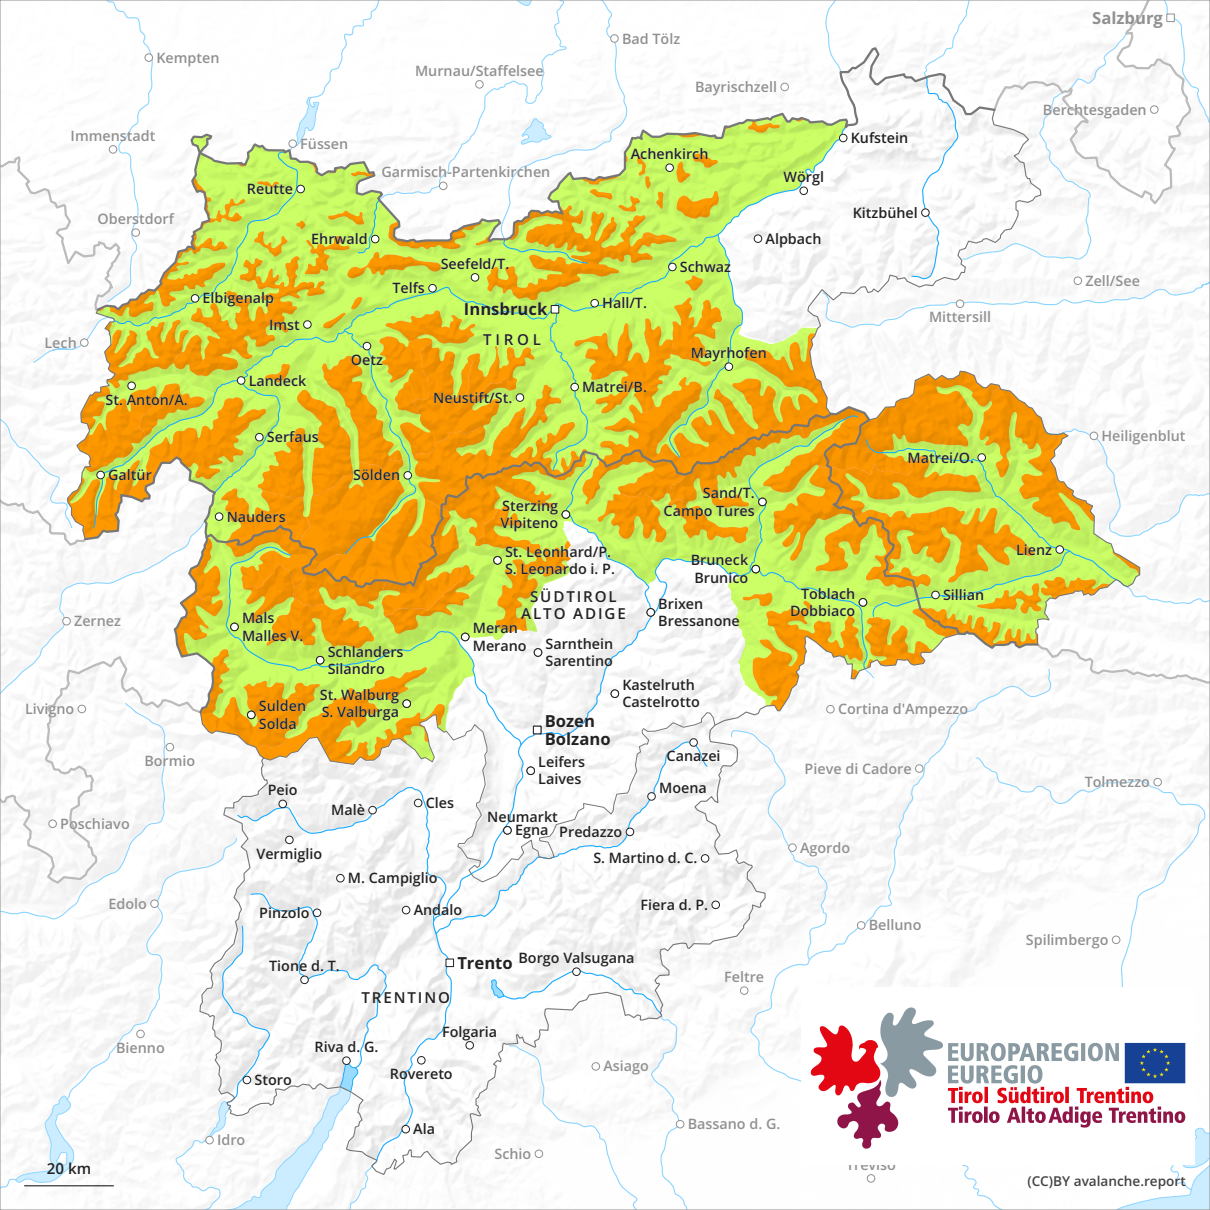 Salzburg
Bad Tölz
Kempten
Murnau/Staffelsee
Bayrischzell
Berchtesgaden
Immenstadt
Füssen
Kufstein
Achenkirch
Garmisch-Partenkirchen
Wörgl
Reutte
Kitzbühel
Oberstdorf
Ehrwald
Alpbach
Seefeld/T.
Schwaz
Zell/See
Telfs
Elbigenalp
Innsbruck
Hall/T.
Mittersill
Imst
TIROL
Lech
Oetz
Mayrhofen
Landeck
Matrei/B.
St. Anton/A.
Neustift/St.
Serfaus
Heiligenblut
Matrei/O.
Galtür
Sölden
Sand/T.
Campo Tures
Sterzing
Vipiteno
Nauders
St. Leonhard/P.
S. Leonardo i. P.
Lienz
Bruneck
Brunico
SÜDTIROL
ALTO ADIGE
Toblach
Dobbiaco
Sillian
Brixen
Bressanone
Zernez
Mals
Malles V.
Meran
Merano
Sarnthein
Sarentino
Schlanders
Silandro
Kastelruth
Castelrotto
St. Walburg
S. Valburga
Livigno
Sulden
Solda
Cortina d'Ampezzo
Bozen
Bolzano
Bormio
Canazei
Leifers
Laives
Pieve di Cadore
Tolmezzo
Peio
Moena
Malè
Cles
Neumarkt
Egna
Predazzo
Poschiavo
Vermiglio
S. Martino d. C.
Agordo
M. Campiglio
Edolo
Pinzolo
Andalo
Fiera d. P.
Belluno
Spilimbergo
Trento
Borgo Valsugana
Tione d. T.
Feltre
TRENTINO
Folgaria
Bienno
Riva d. G.
Rovereto
Asiago
Storo
EUROPAREGION
EUREGIO
Tirol Südtirol Trentino
Tirolo Alto Adige Trentino
Ala
Bassano d. G.
Idro
Schio
Treviso
20 km
(CC)BY avalanche.report